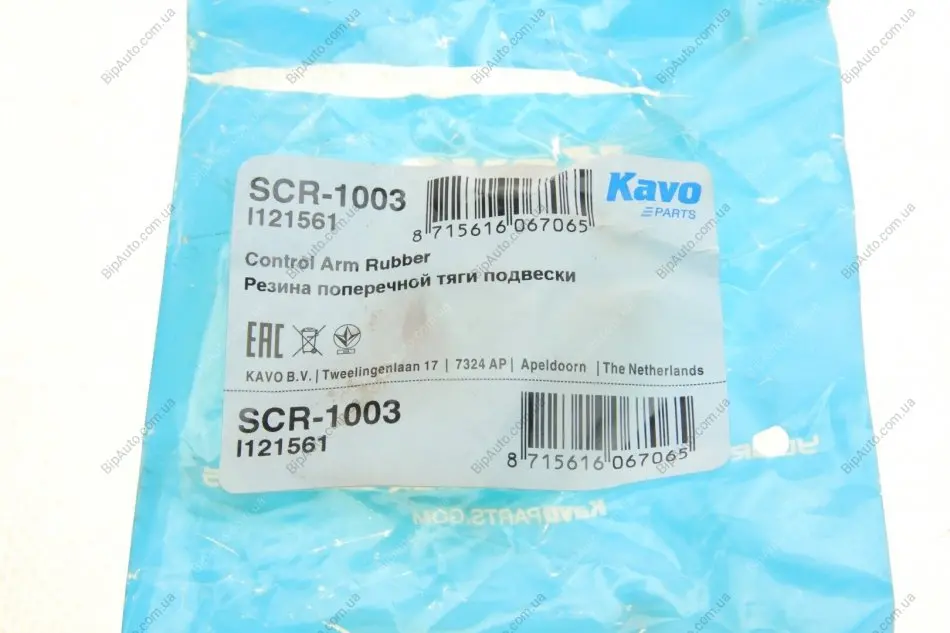 SCR-1003
I121561
8 715616 067065
Kavo
PARTS
Control Arm Rubber
Резина поперечной тяги подвески
EAC
KAVO B.V. | Tweelingenlaan 17 | 7324 AP | Apeldoorn | The Netherlands
SCR-1003
I121561
8 715616 067065
KAVOPARTS.COM
BipAuto.com.ua